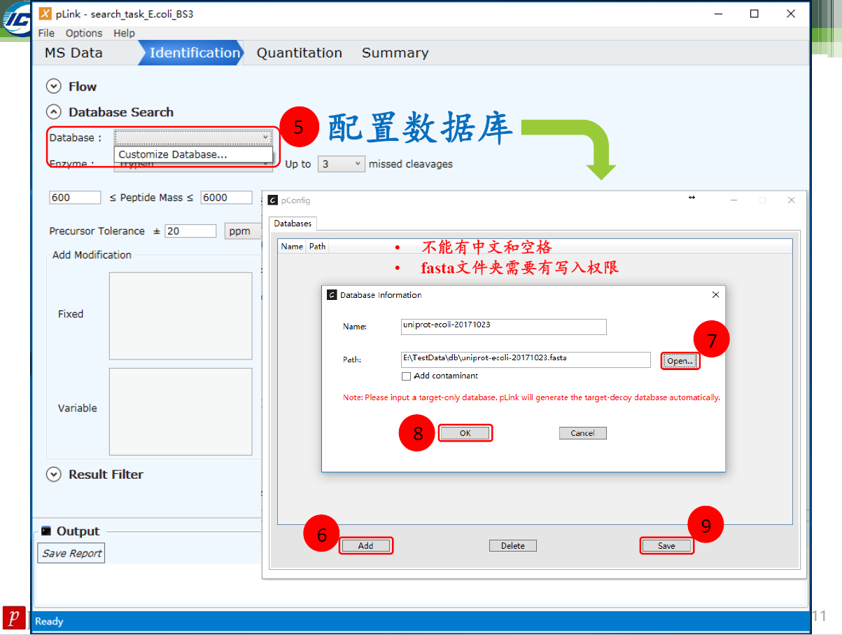 pLink - search_task_E.coli_BS3
File Options Help
MS Data Identification Quantitation Summary
Flow
Database Search
Database :
Customize Database...
5 配置数据库
Enzyme : Trypsin Up to 3 missed cleavages
600 ≤ Peptide Mass ≤ 6000
Precursor Tolerance ± 20 ppm
Add Modification
Fixed
Variable
Result Filter
Output
Save Report
Ready
pConfig
Databases
Name Path
• 不能有中文和空格
• fasta文件夹需要有写入权限
Database Information
Name: uniprot-ecoli-20171023
7
Path: E:\TestData\db\uniprot-ecoli-20171023.fasta Open...
Add contaminant
Note: Please input a target-only database. pLink will generate the target-decoy database automatically.
8 OK Cancel
6 Add Delete 9 Save
p
11